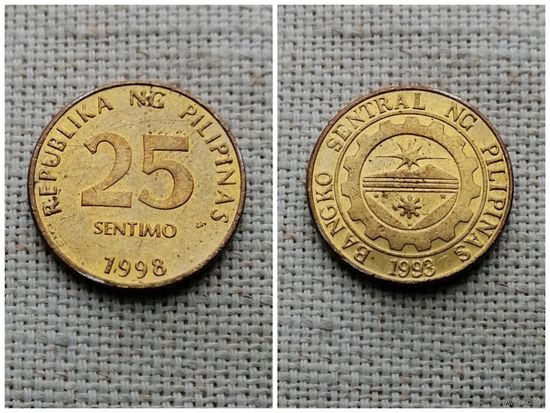 REPUBLIKA NG PILIPINAS
25
SENTIMO
1998
BANGKO SENTRAL NG PILIPINAS
1993